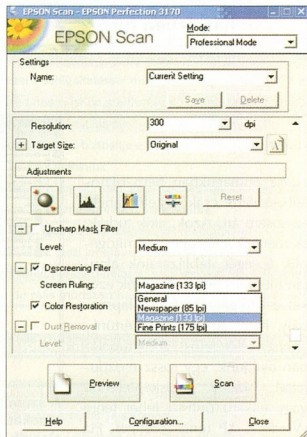 EPSON Scan - EPSON Perfection 3170
EPSON Scan
Mode:
Professional Mode
Settings
Name:
Current Setting
Save
Delete
Resolution:
300
dpi
Target Size:
Original
Adjustments
Reset
Unsharp Mask Filter
Level:
Medium
Descreening Filter
Screen Ruling:
Magazine (133 lpi)
General
Newspaper (85 lpi)
Color Restoration
Magazine (133 lpi)
Fine Prints (175 lpi)
Dust Removal
Level:
Medium
Preview
Scan
Help
Configuration...
Close